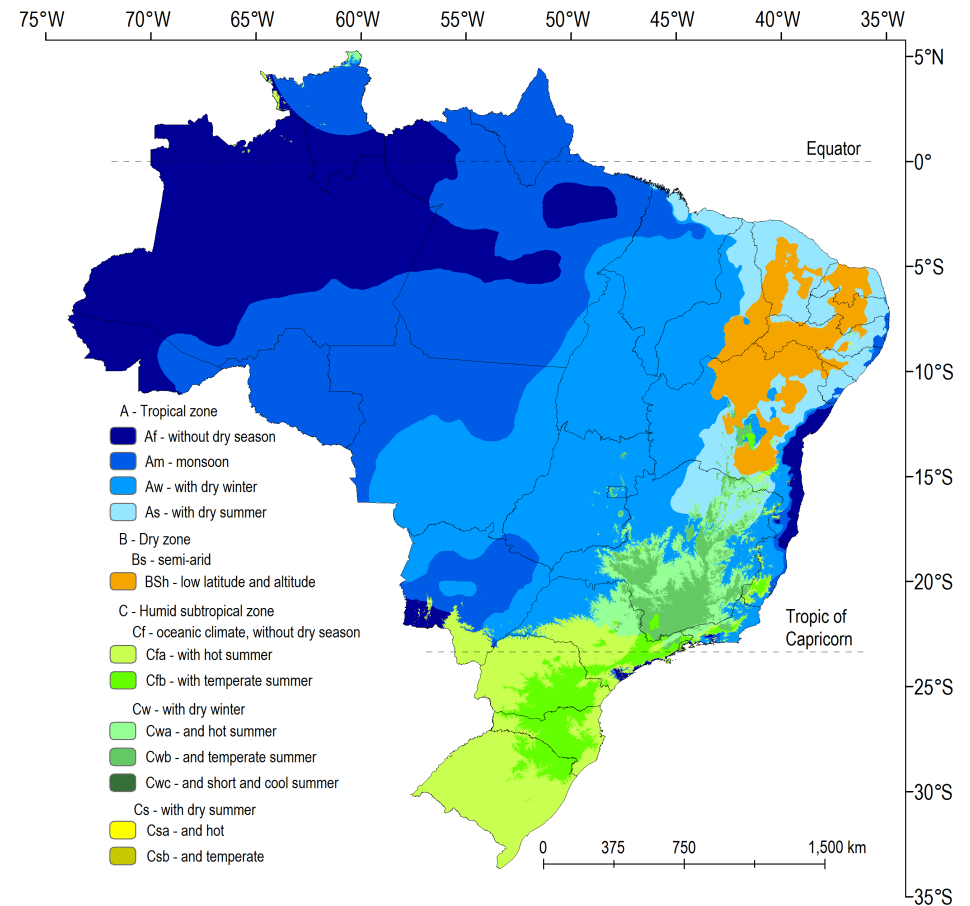 75°W 70°W 65°W 60°W 55°W 50°W 45°W 40°W 35°W
5°N
Equator
0°
5°S
10°S
A - Tropical zone
Af - without dry season
Am - monsoon
15°S
Aw - with dry winter
As - with dry summer
B - Dry zone
Bs - semi-arid
BSh - low latitude and altitude
20°S
C - Humid subtropical zone
Tropic of
Capricorn
Cf - oceanic climate, without dry season
Cfa - with hot summer
Cfb - with temperate summer
25°S
Cw - with dry winter
Cwa - and hot summer
Cwb - and temperate summer
Cwc - and short and cool summer
30°S
Cs - with dry summer
Csa - and hot
Csb - and temperate
0 375 750 1,500 km
35°S